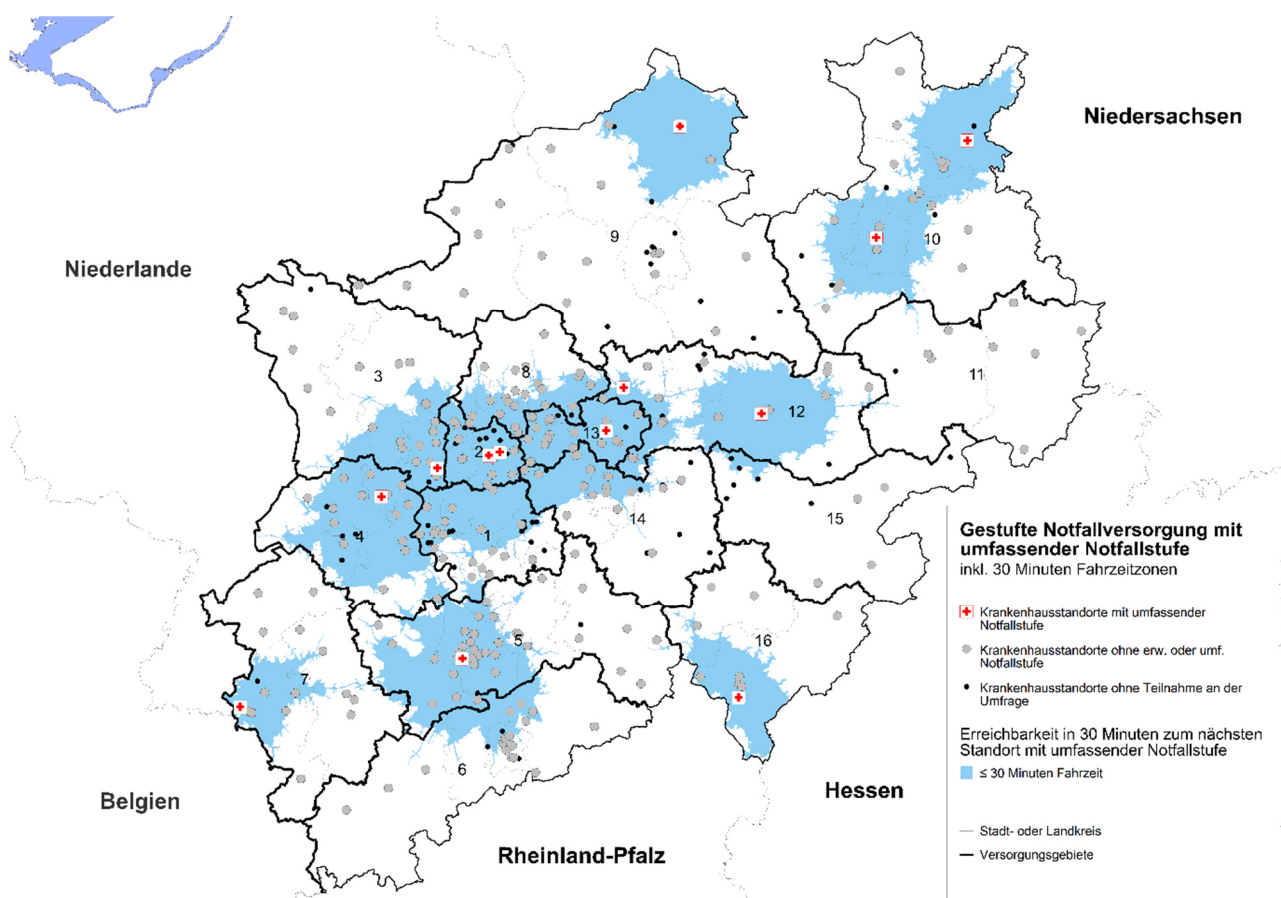 Niedersachsen
Niederlande
9
10
3
8
11
12
13
2
4
1
14
15
5
16
7
6
Belgien
Hessen
Rheinland-Pfalz
Gestufte Notfallversorgung mit
umfassender Notfallstufe
inkl. 30 Minuten Fahrzeitzonen
Krankenhausstandorte mit umfassender
Notfallstufe
Krankenhausstandorte ohne erw. oder umf.
Notfallstufe
Krankenhausstandorte ohne Teilnahme an der
Umfrage
Erreichbarkeit in 30 Minuten zum nächsten
Standort mit umfassender Notfallstufe
≤ 30 Minuten Fahrzeit
Stadt- oder Landkreis
Versorgungsgebiete